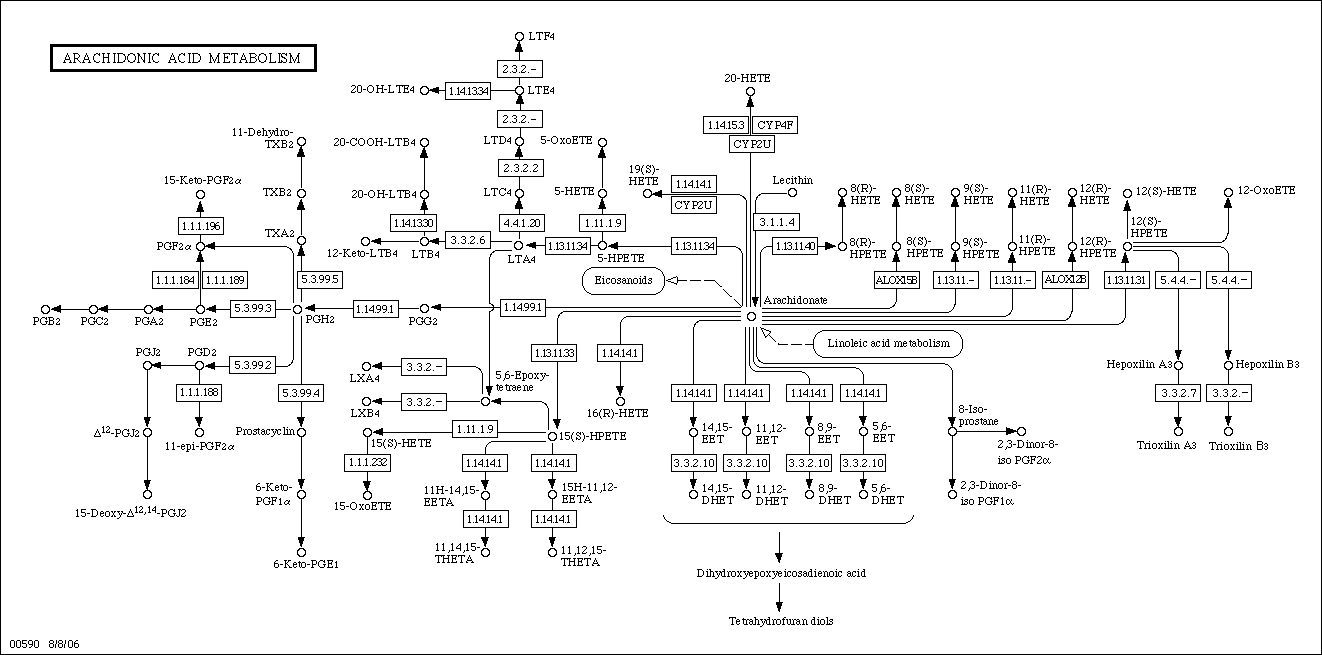 ARACHIDONIC ACID METABOLISM
LTF4
2.3.2.-
20-OH-LTE4
1.14.13.34
LTE4
20-HETE
2.3.2.-
1.14.15.3
CYP4F
CYP2U
11-Dehydro-
TXB2
20-COOH-LTB4
LTD4
5-OxoETE
2.3.2.2
15-Keto-PGF2α
TXB2
20-OH-LTB4
LTC4
5-HETE
19(S)-
HETE
1.14.14.1
CYP2U
Lecithin
8(R)-
HETE
8(S)-
HETE
9(S)-
HETE
11(R)-
HETE
12(R)-
HETE
12(S)-HETE
12-OxoETE
1.1.1.196
1.14.13.30
4.4.1.20
1.11.1.9
3.1.1.4
12(S)-
HPETE
PGF2α
TXA2
12-Keto-LTB4
LTB4
3.3.2.6
LTA4
1.13.11.34
5-HPETE
1.13.11.34
1.13.11.40
8(R)-
HPETE
8(S)-
HPETE
9(S)-
HPETE
11(R)-
HPETE
12(R)-
HPETE
1.1.1.184
1.1.1.189
5.3.99.5
Eicosanoids
ALOX15B
1.13.11.-
1.13.11.-
ALOX12B
1.13.11.31
5.4.4.-
5.4.4.-
Arachidonate
PGB2
PGC2
PGA2
PGE2
5.3.99.3
PGH2
1.14.99.1
PGG2
1.14.99.1
Linoleic acid metabolism
PGJ2
PGD2
5.3.99.2
1.13.11.33
1.14.14.1
LXA4
3.3.2.-
5,6-Epoxy-
tetraene
Hepoxilin A3
Hepoxilin B3
1.1.1.188
5.3.99.4
LXB4
3.3.2.-
16(R)-HETE
1.14.14.1
1.14.14.1
1.14.14.1
1.14.14.1
3.3.2.7
3.3.2.-
8-Iso-
prostane
Δ12-PGJ2
11-epi-PGF2α
Prostacyclin
15(S)-HETE
1.11.1.9
15(S)-HPETE
14,15-
EET
11,12-
EET
8,9-
EET
5,6-
EET
2,3-Dinor-8-
iso PGF2α
Trioxilin A3
Trioxilin B3
1.1.1.232
1.14.14.1
1.14.14.1
3.3.2.10
3.3.2.10
3.3.2.10
3.3.2.10
6-Keto-
PGF1α
15-OxoETE
11H-14,15-
EETA
15H-11,12-
EETA
14,15-
DHET
11,12-
DHET
8,9-
DHET
5,6-
DHET
2,3-Dinor-8-
iso PGF1α
15-Deoxy-Δ12,14-PGJ2
1.14.14.1
1.14.14.1
6-Keto-PGE1
11,14,15-
THETA
11,12,15-
THETA
Dihydroxyepoxyeicosadienoic acid
Tetrahydrofuran diols
00590 8/8/06